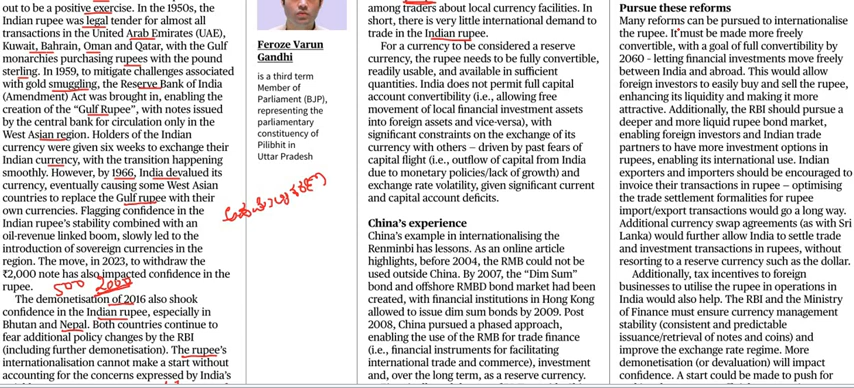 out to be a positive exercise. In the 1950s, the
Indian rupee was legal tender for almost all
transactions in the United Arab Emirates (UAE),
Kuwait, Bahrain, Oman and Qatar, with the Gulf
monarchies purchasing rupees with the pound
sterling. In 1959, to mitigate challenges associated
with gold smuggling, the Reserve Bank of India
(Amendment) Act was brought in, enabling the
creation of the “Gulf Rupee”, with notes issued
by the central bank for circulation only in the
West Asian region. Holders of the Indian
currency were given six weeks to exchange their
Indian currency, with the transition happening
smoothly. However, by 1966, India devalued its
currency, eventually causing some West Asian
countries to replace the Gulf rupee with their
own currencies. Flagging confidence in the
Indian rupee’s stability combined with an
oil-revenue linked boom, slowly led to the
introduction of sovereign currencies in the
region. The move, in 2023, to withdraw the
₹2,000 note has also impacted confidence in the
rupee.
500 2000
The demonetisation of 2016 also shook
confidence in the Indian rupee, especially in
Bhutan and Nepal. Both countries continue to
fear additional policy changes by the RBI
(including further demonetisation). The rupee’s
internationalisation cannot make a start without
accounting for the concerns expressed by India’s
Feroze Varun
Gandhi
is a third term
Member of
Parliament (BJP),
representing the
parliamentary
constituency of
Pilibhit in
Uttar Pradesh
among traders about local currency facilities. In
short, there is very little international demand to
trade in the Indian rupee.
For a currency to be considered a reserve
currency, the rupee needs to be fully convertible,
readily usable, and available in sufficient
quantities. India does not permit full capital
account convertibility (i.e., allowing free
movement of local financial investment assets
into foreign assets and vice-versa), with
significant constraints on the exchange of its
currency with others — driven by past fears of
capital flight (i.e., outflow of capital from India
due to monetary policies/lack of growth) and
exchange rate volatility, given significant current
and capital account deficits.
China’s experience
China’s example in internationalising the
Renminbi has lessons. As an online article
highlights, before 2004, the RMB could not be
used outside China. By 2007, the “Dim Sum”
bond and offshore RMBD bond market had been
created, with financial institutions in Hong Kong
allowed to issue dim sum bonds by 2009. Post
2008, China pursued a phased approach,
enabling the use of the RMB for trade finance
(i.e., financial instruments for facilitating
international trade and commerce), investment
and, over the long term, as a reserve currency.
Pursue these reforms
Many reforms can be pursued to internationalise
the rupee. It must be made more freely
convertible, with a goal of full convertibility by
2060 - letting financial investments move freely
between India and abroad. This would allow
foreign investors to easily buy and sell the rupee,
enhancing its liquidity and making it more
attractive. Additionally, the RBI should pursue a
deeper and more liquid rupee bond market,
enabling foreign investors and Indian trade
partners to have more investment options in
rupees, enabling its international use. Indian
exporters and importers should be encouraged to
invoice their transactions in rupee — optimising
the trade settlement formalities for rupee
import/export transactions would go a long way.
Additional currency swap agreements (as with Sri
Lanka) would further allow India to settle trade
and investment transactions in rupees, without
resorting to a reserve currency such as the dollar.
Additionally, tax incentives to foreign
businesses to utilise the rupee in operations in
India would also help. The RBI and the Ministry
of Finance must ensure currency management
stability (consistent and predictable
issuance/retrieval of notes and coins) and
improve the exchange rate regime. More
demonetisation (or devaluation) will impact
confidence. A start could be made to push for